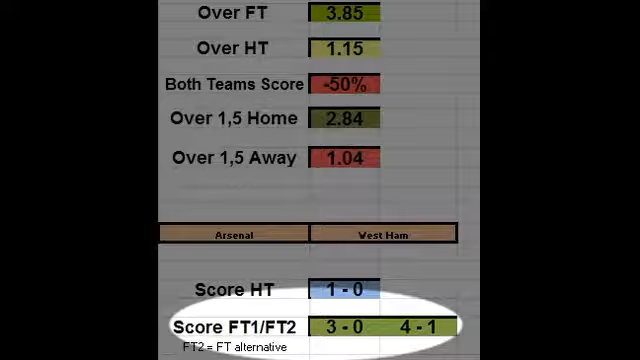 Over FT 3.85
Over HT 1.15
Both Teams Score -50%
Over 1,5 Home 2.84
Over 1,5 Away 1.04
Arsenal West Ham
Score HT 1 - 0
Score FT1/FT2 3 - 0 4 - 1
FT2 = FT alternative